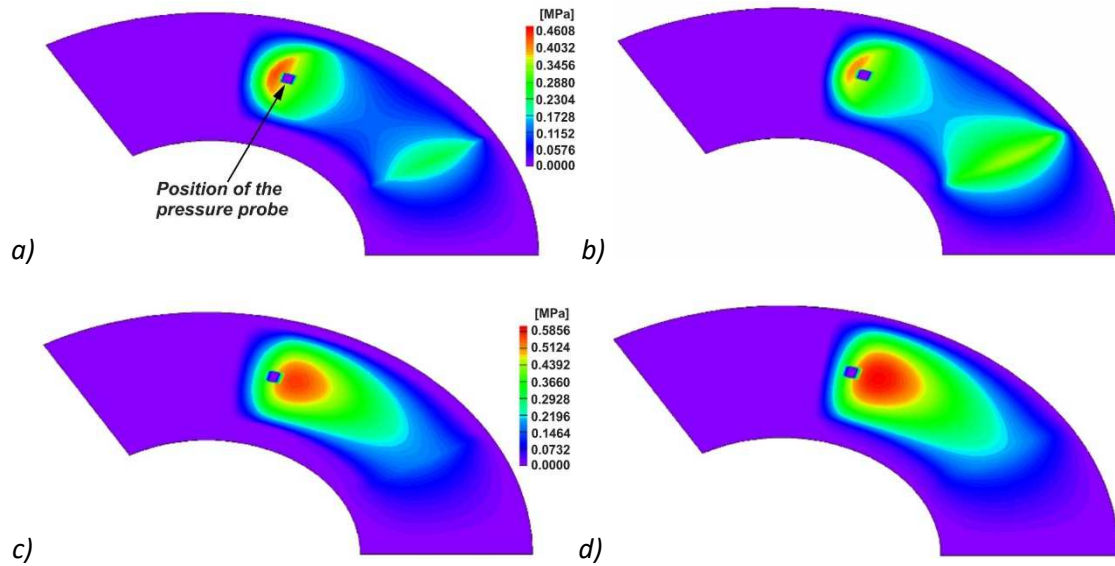 [MPa]
0.4608
0.4032
0.3456
0.2880
0.2304
0.1728
0.1152
0.0576
0.0000
Position of the
pressure probe
a)
b)
[MPa]
0.5856
0.5124
0.4392
0.3660
0.2928
0.2196
0.1464
0.0732
0.0000
c)
d)